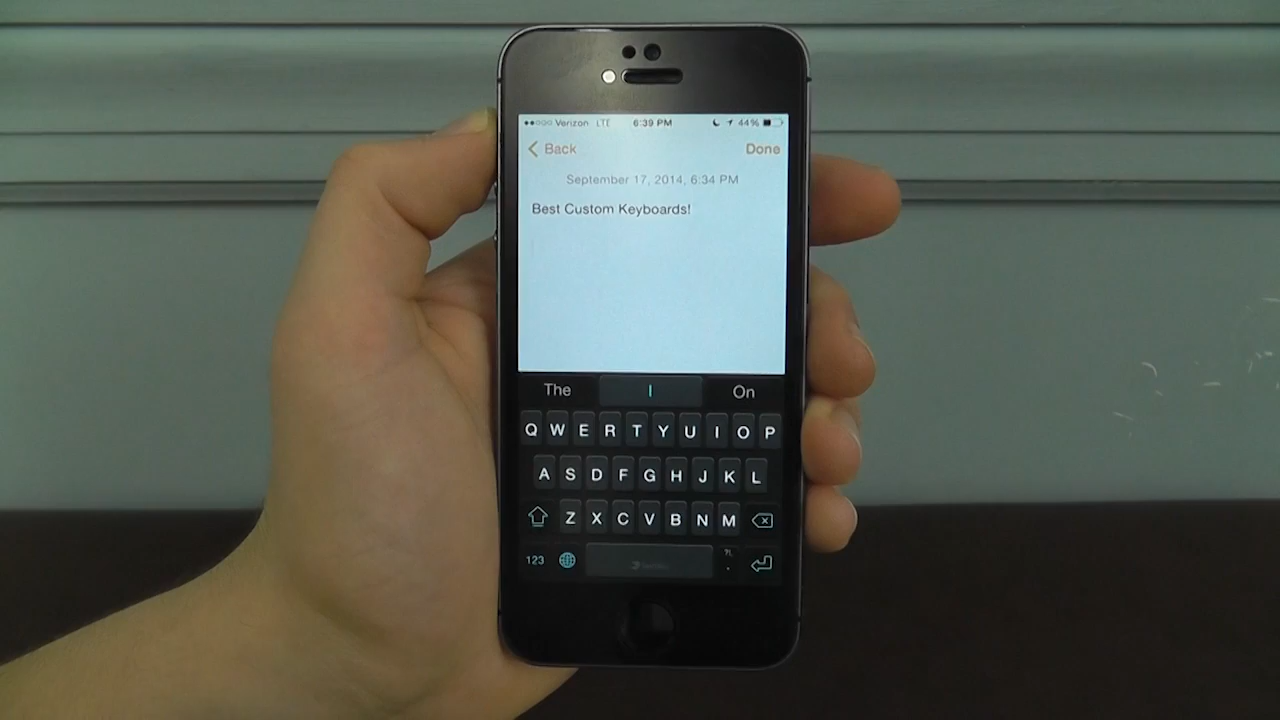 Verizon LTE 6:39 PM 44%
Back Done
September 17, 2014, 6:34 PM
Best Custom Keyboards!
The I On
Q W E R T Y U I O P
A S D F G H J K L
Z X C V B N M
123 ?!, .